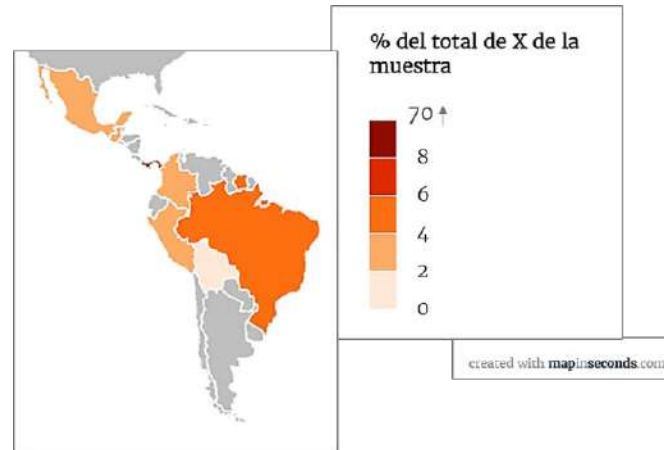 % del total de X de la
muestra
70 ↑
8
6
4
2
0
created with mapinseconds.com